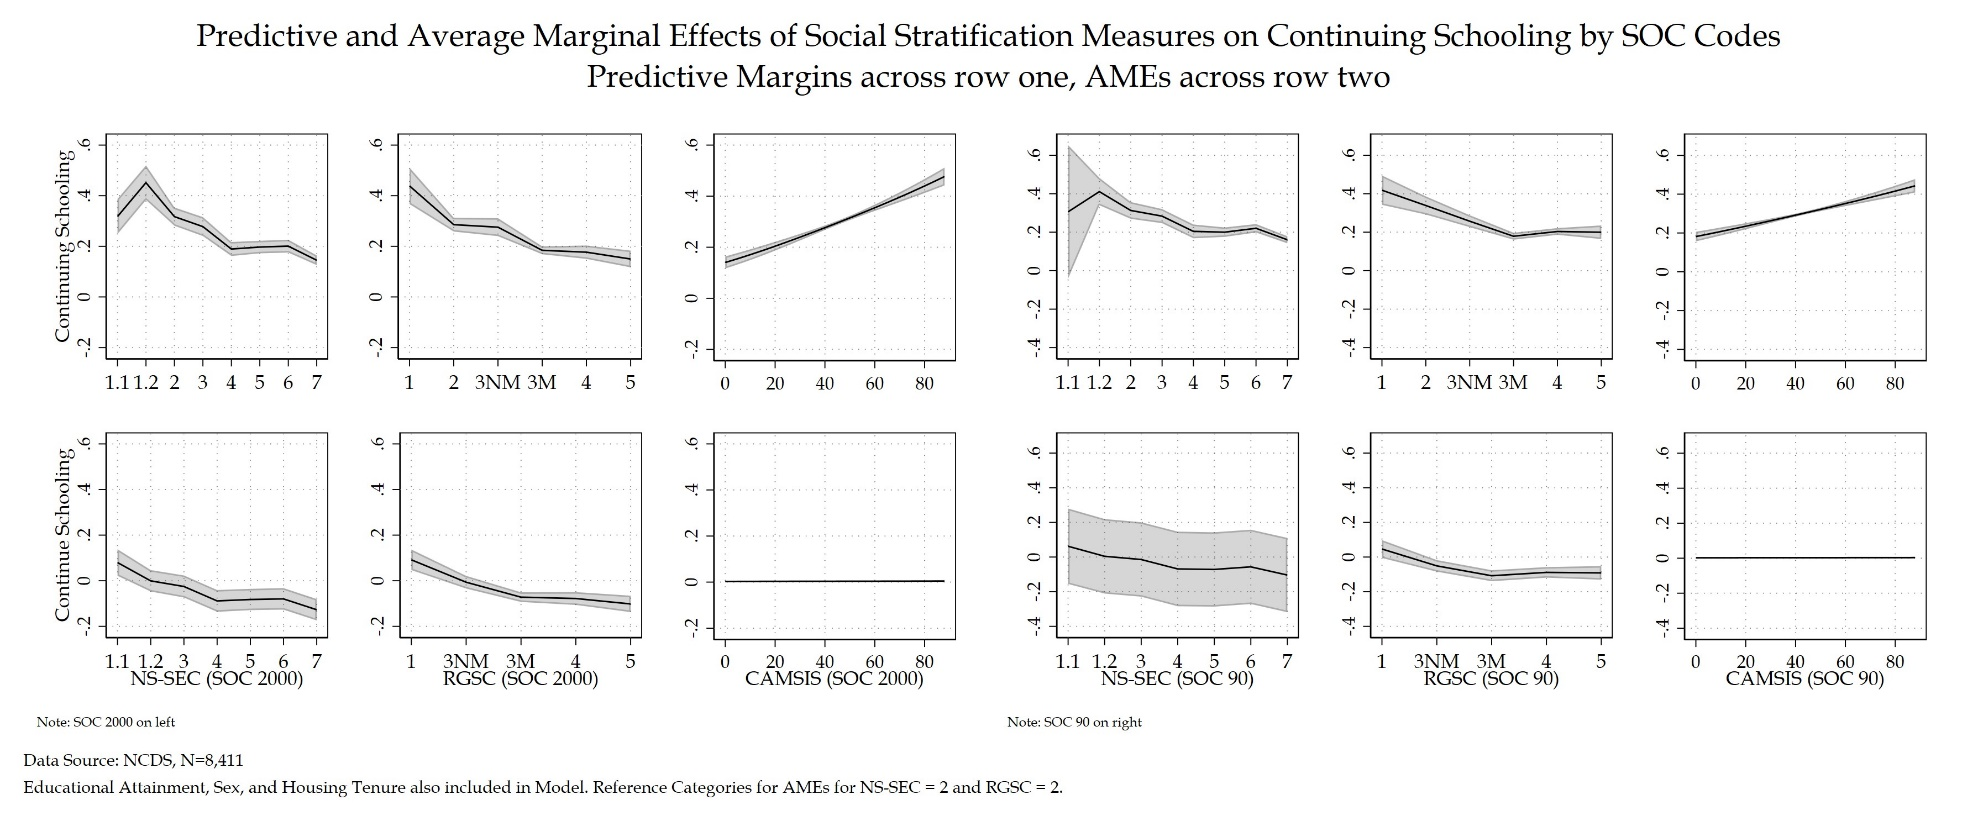 Predictive and Average Marginal Effects of Social Stratification Measures on Continuing Schooling by SOC Codes
Predictive Margins across row one, AMEs across row two
Continuing Schooling
.6
.4
.2
0
-.2
1.1 1.2 2 3 4 5 6 7
.6
.4
.2
0
-.2
1 2 3NM 3M 4 5
.6
.4
.2
0
-.2
0 20 40 60 80
.6
.4
.2
0
-.2
-.4
1.1 1.2 2 3 4 5 6 7
.6
.4
.2
0
-.2
-.4
1 2 3NM 3M 4 5
.6
.4
.2
0
-.2
-.4
0 20 40 60 80
Continue Schooling
.6
.4
.2
0
-.2
1.1 1.2 3 4 5 6 7
NS-SEC (SOC 2000)
.6
.4
.2
0
-.2
1 3NM 3M 4 5
RGSC (SOC 2000)
.6
.4
.2
0
-.2
0 20 40 60 80
CAMSIS (SOC 2000)
.6
.4
.2
0
-.2
-.4
1.1 1.2 3 4 5 6 7
NS-SEC (SOC 90)
.6
.4
.2
0
-.2
-.4
1 3NM 3M 4 5
RGSC (SOC 90)
.6
.4
.2
0
-.2
-.4
0 20 40 60 80
CAMSIS (SOC 90)
Note: SOC 2000 on left
Note: SOC 90 on right
Data Source: NCDS, N=8,411
Educational Attainment, Sex, and Housing Tenure also included in Model. Reference Categories for AMEs for NS-SEC = 2 and RGSC = 2.